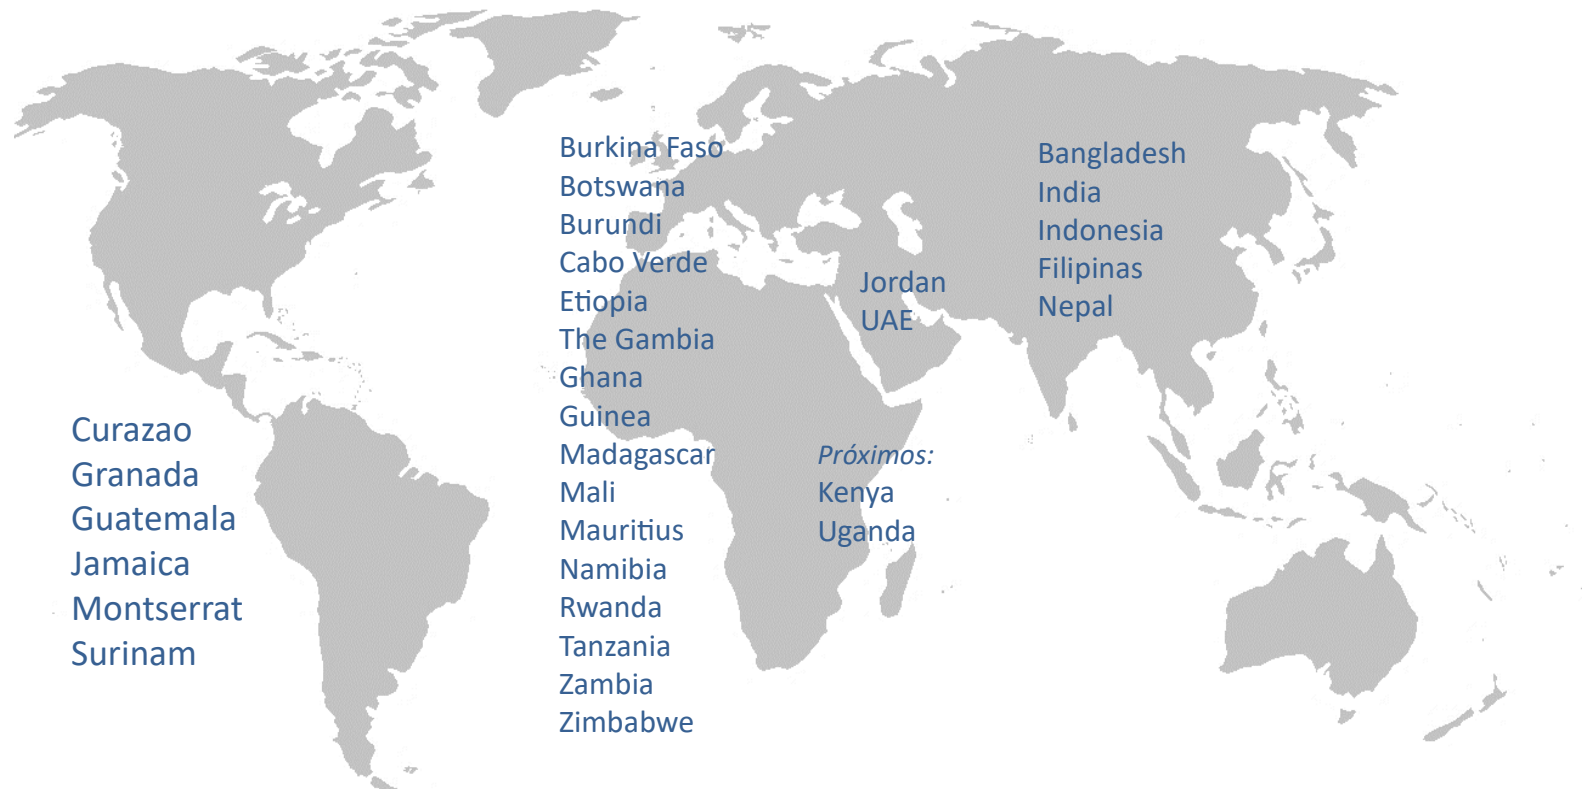 Curazao
Granada
Guatemala
Jamaica
Montserrat
Surinam
Burkina Faso
Botswana
Burundi
Cabo Verde
Etiopia
The Gambia
Ghana
Guinea
Madagascar
Mali
Mauritius
Namibia
Rwanda
Tanzania
Zambia
Zimbabwe
Jordan
UAE
Próximos:
Kenya
Uganda
Bangladesh
India
Indonesia
Filipinas
Nepal